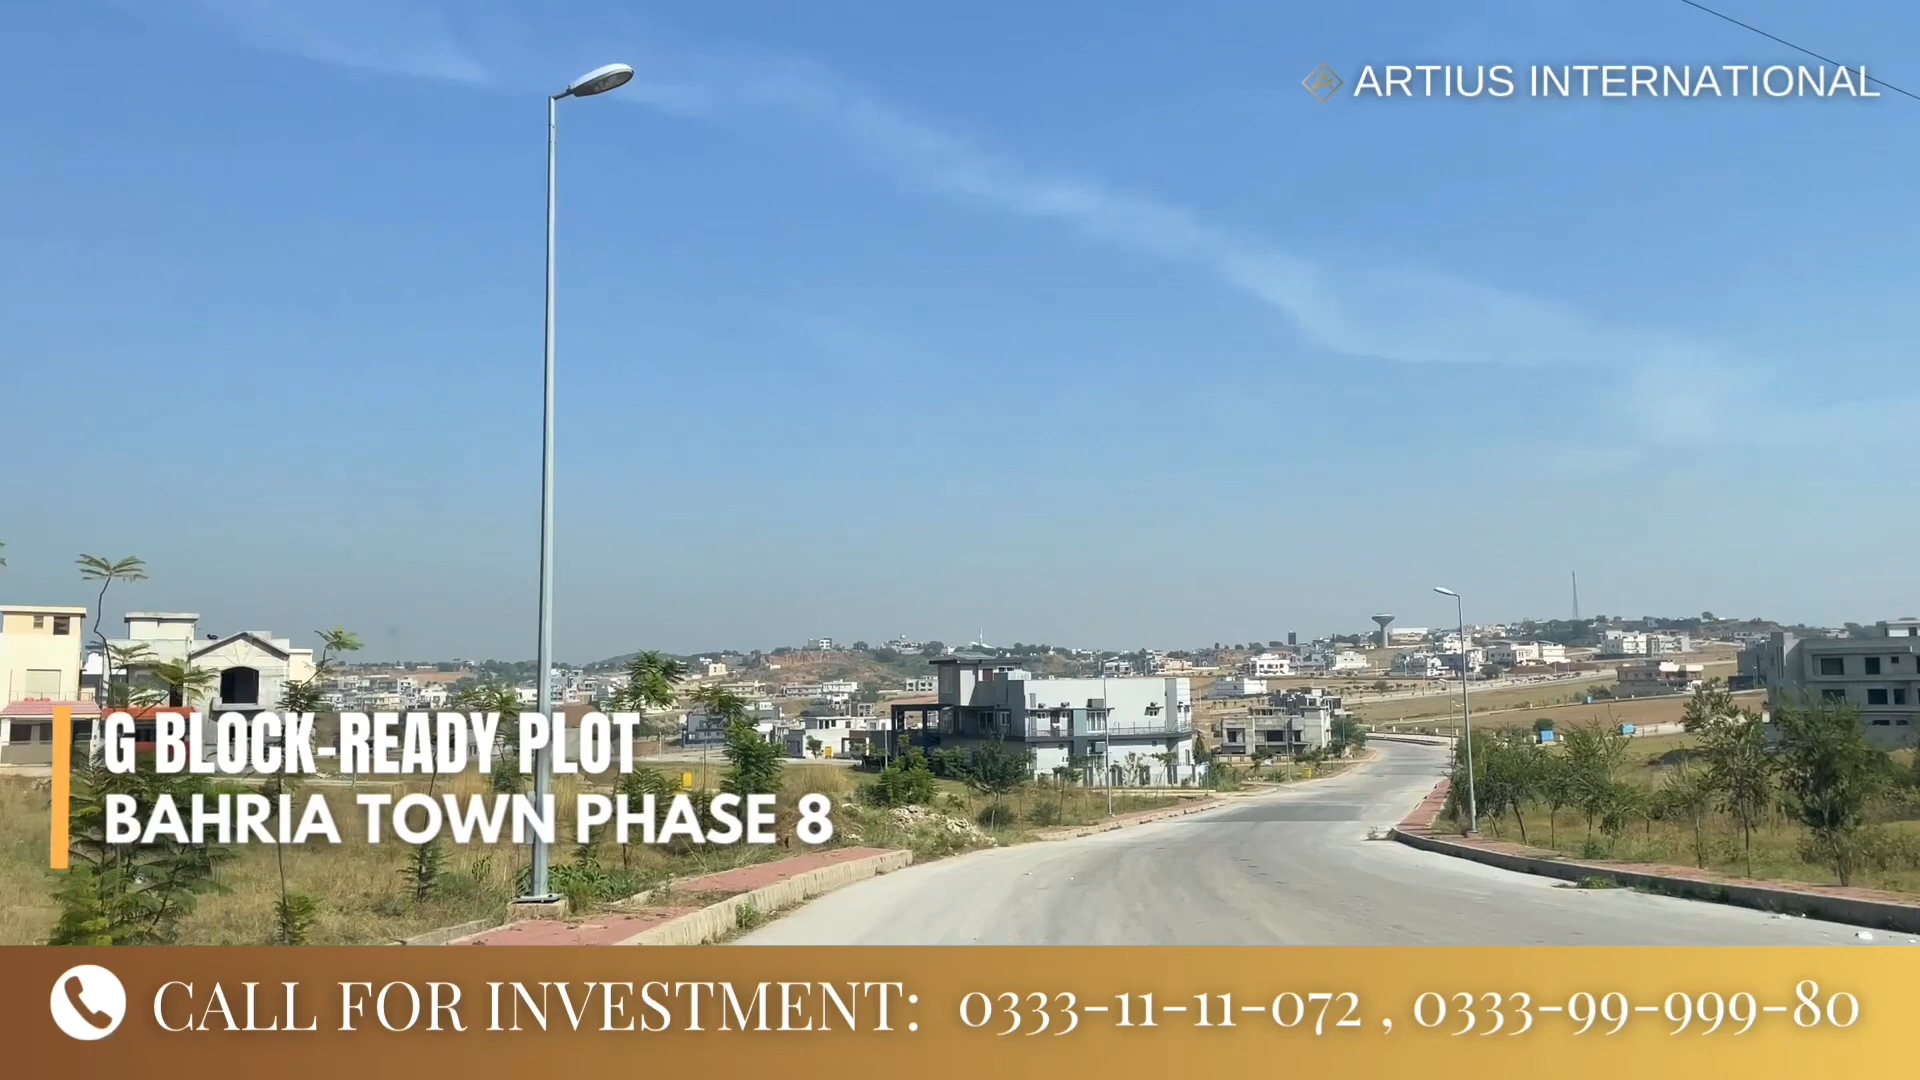 ARTIUS INTERNATIONAL
G BLOCK-READY PLOT
BAHRIA TOWN PHASE 8
CALL FOR INVESTMENT: 0333-11-11-072 , 0333-99-999-80